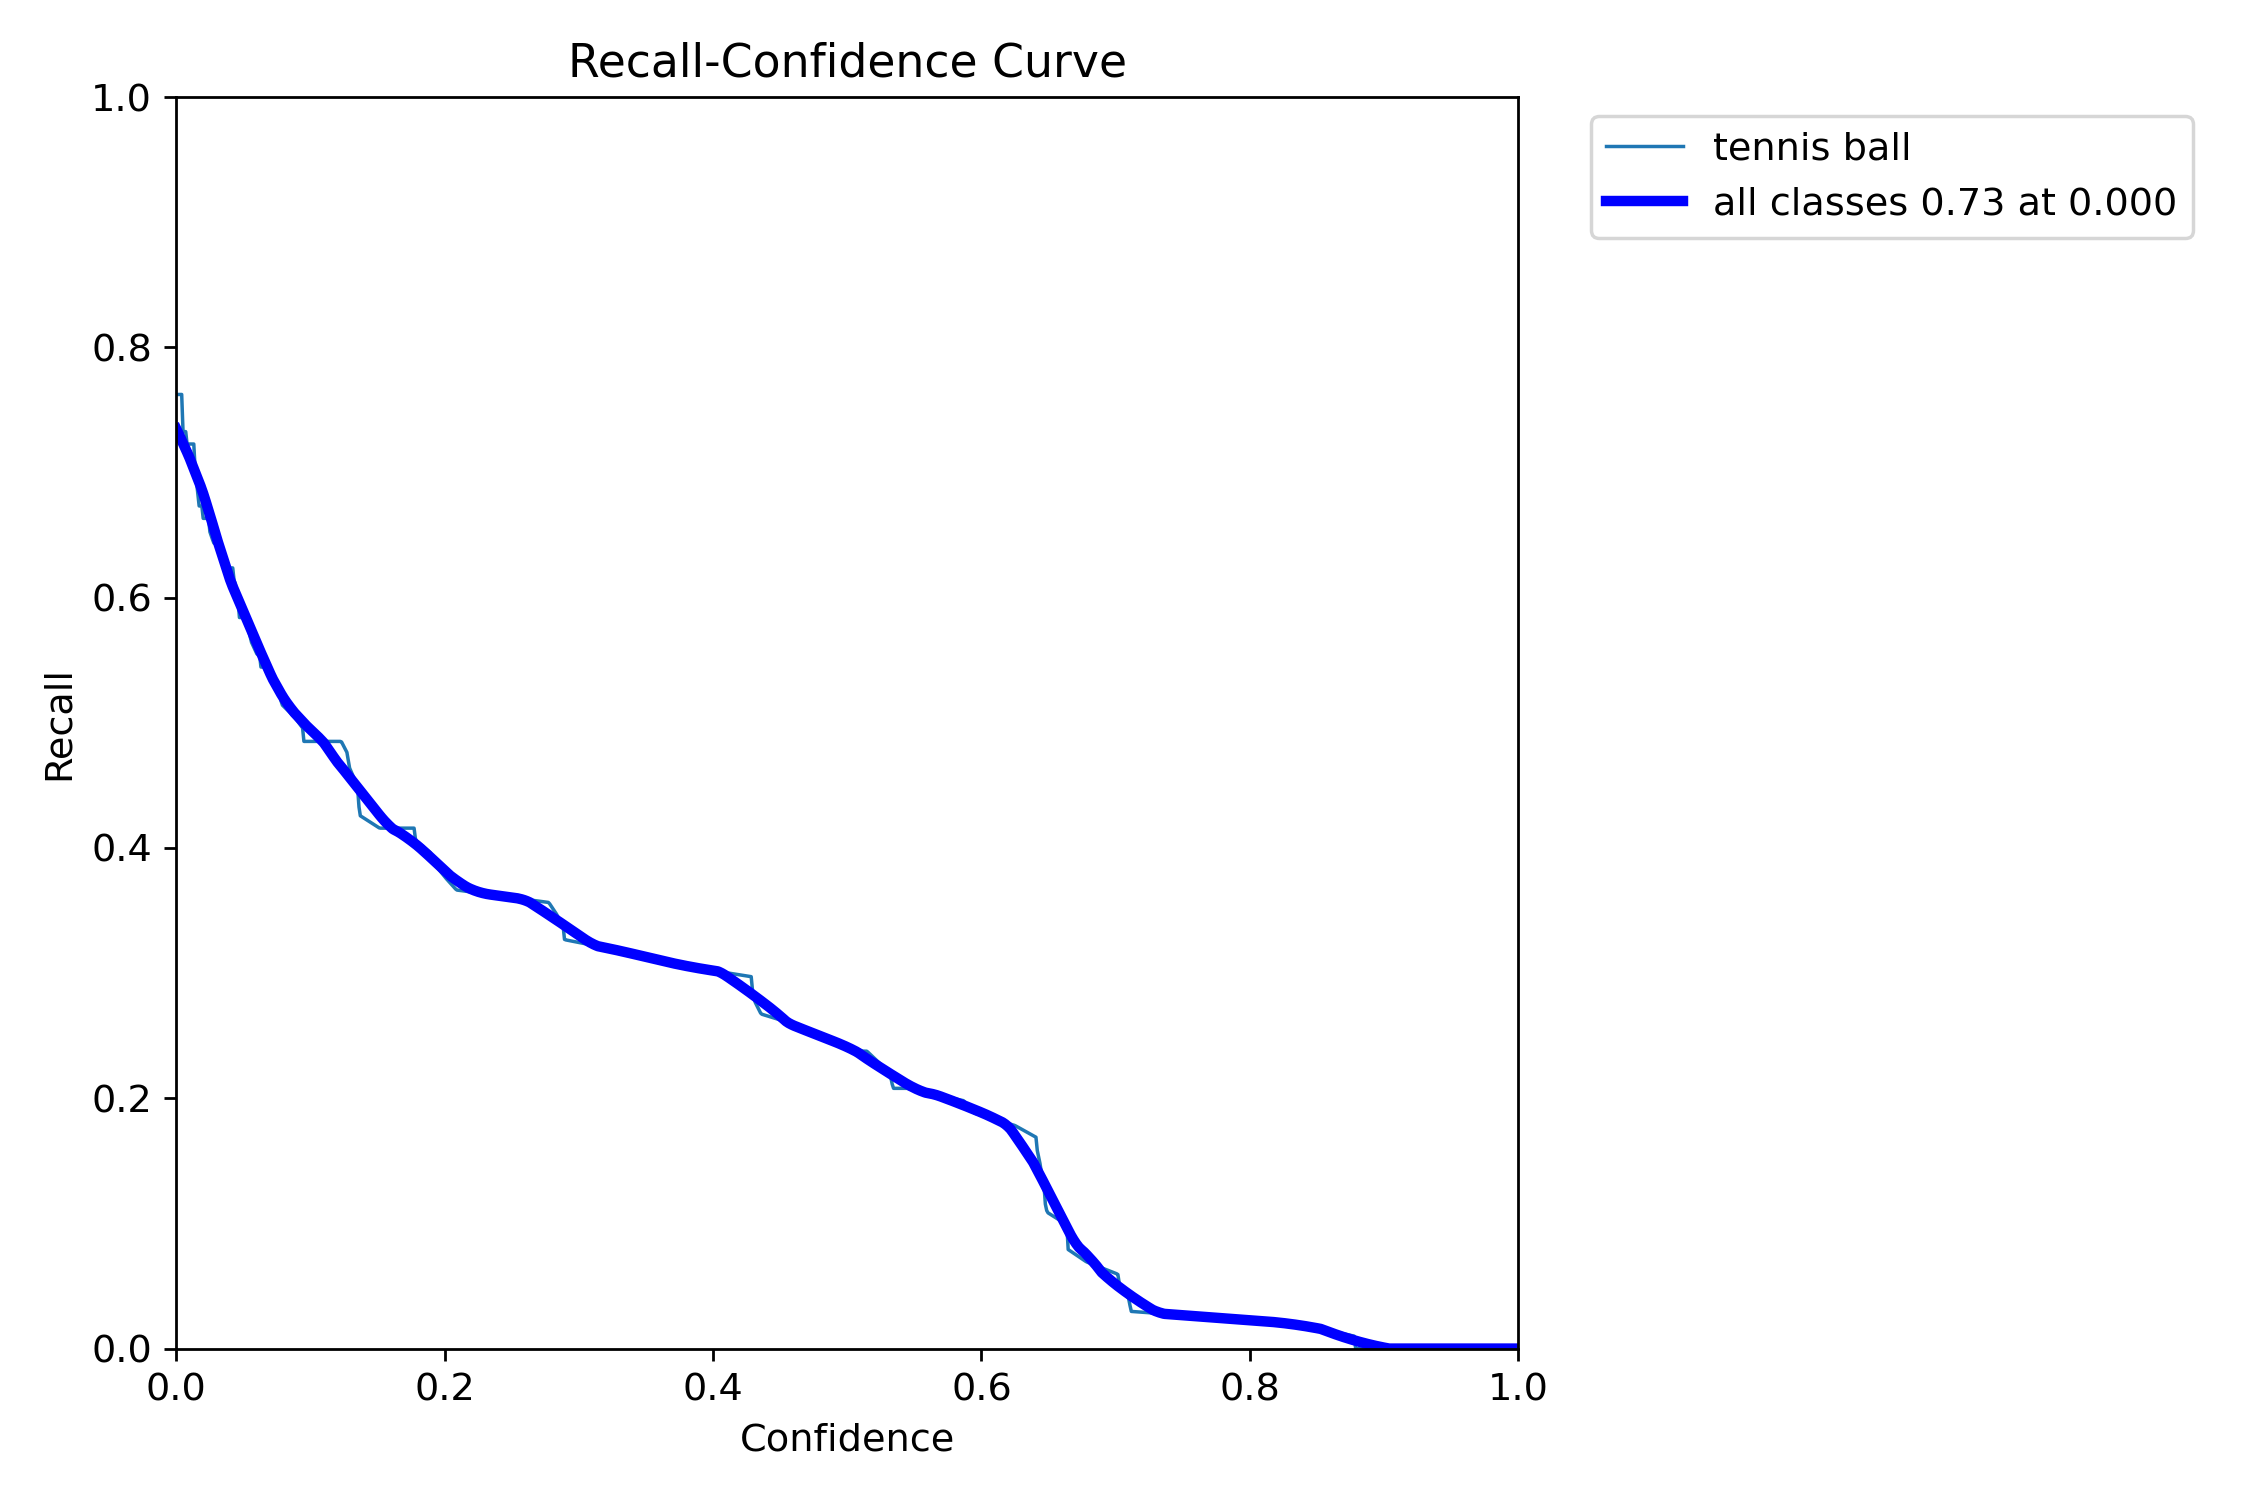 Recall-Confidence Curve
1.0
0.8
0.6
0.4
0.2
0.0
Recall
0.0 0.2 0.4 0.6 0.8 1.0
Confidence
tennis ball
all classes 0.73 at 0.000